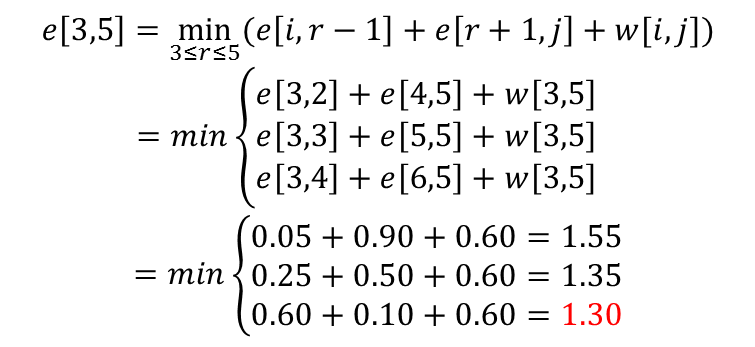 e[3,5] = min (e[i,r − 1] + e[r + 1,j] + w[i,j])
3≤r≤5
= min { e[3,2] + e[4,5] + w[3,5]
e[3,3] + e[5,5] + w[3,5]
e[3,4] + e[6,5] + w[3,5]
= min { 0.05 + 0.90 + 0.60 = 1.55
0.25 + 0.50 + 0.60 = 1.35
0.60 + 0.10 + 0.60 = 1.30